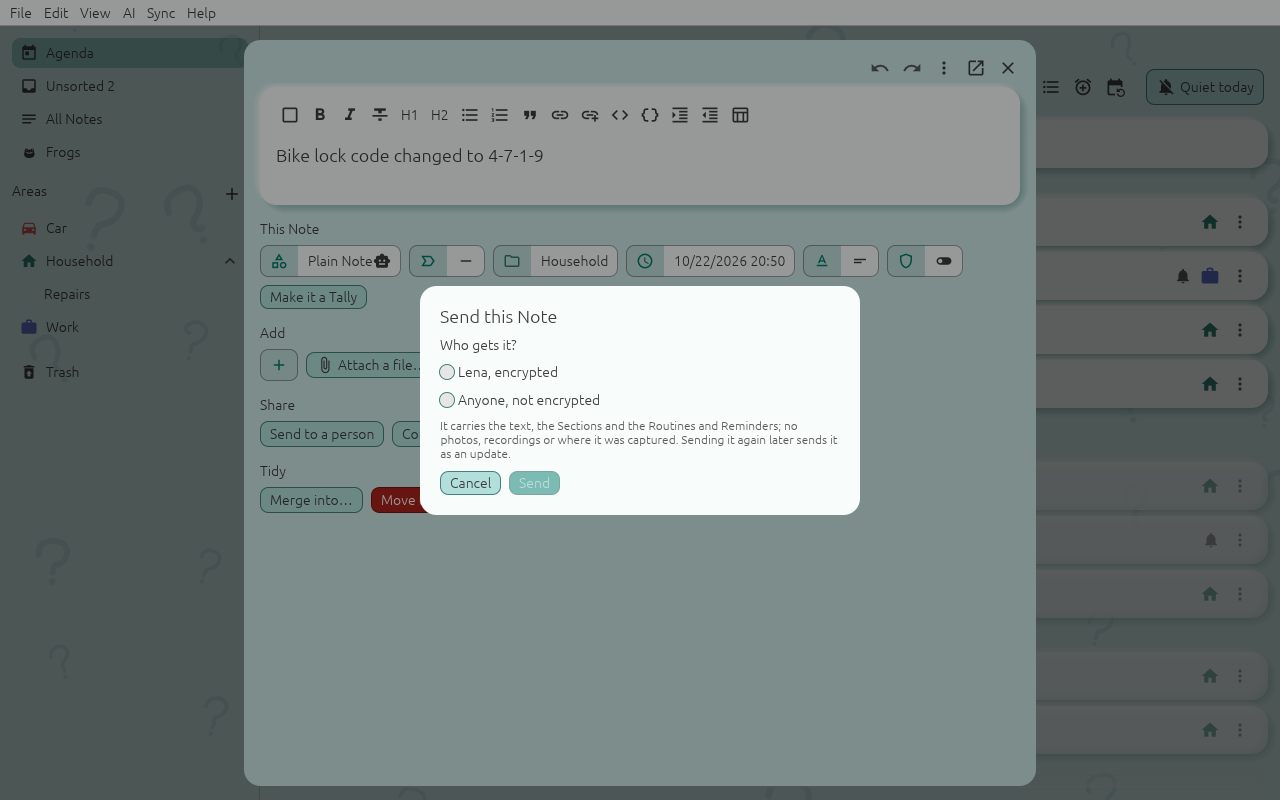 File Edit View AI Sync Help
Agenda
Unsorted 2
All Notes
Frogs
Areas
Car
Household
Repairs
Work
Trash
Quiet today
H1 H2
Bike lock code changed to 4-7-1-9
This Note
Plain Note
Household
10/22/2026 20:50
Make it a Tally
Add
Attach a file…
Share
Send to a person
Co
Tidy
Merge into…
Move
Send this Note
Who gets it?
Lena, encrypted
Anyone, not encrypted
It carries the text, the Sections and the Routines and Reminders; no
photos, recordings or where it was captured. Sending it again later sends it
as an update.
Cancel Send